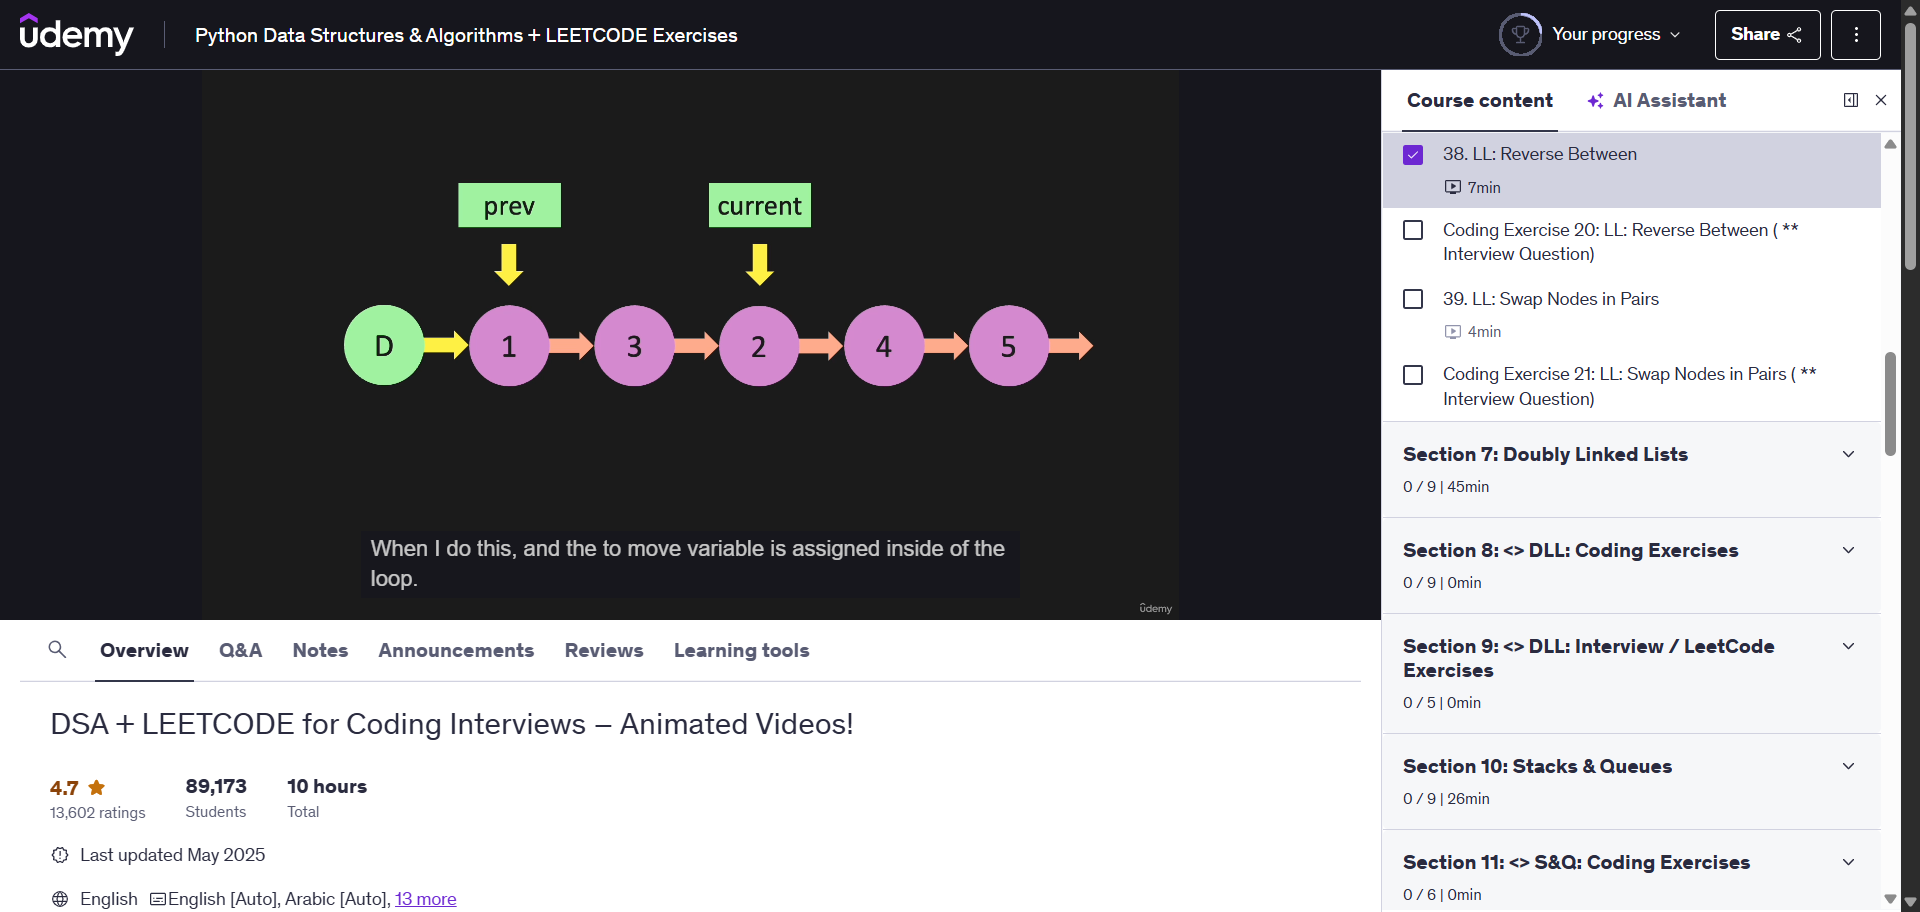 udemy
Python Data Structures & Algorithms + LEETCODE Exercises
Your progress
Share
prev
current
D
1
3
2
4
5
When I do this, and the to move variable is assigned inside of the
loop.
udemy
Course content
AI Assistant
38. LL: Reverse Between
7min
Coding Exercise 20: LL: Reverse Between ( **
Interview Question)
39. LL: Swap Nodes in Pairs
4min
Coding Exercise 21: LL: Swap Nodes in Pairs ( **
Interview Question)
Section 7: Doubly Linked Lists
0 / 9 | 45min
Section 8: <> DLL: Coding Exercises
0 / 9 | 0min
Section 9: <> DLL: Interview / LeetCode
Exercises
0 / 5 | 0min
Section 10: Stacks & Queues
0 / 9 | 26min
Section 11: <> S&Q: Coding Exercises
0 / 6 | 0min
Overview
Q&A
Notes
Announcements
Reviews
Learning tools
DSA + LEETCODE for Coding Interviews – Animated Videos!
4.7
13,602 ratings
89,173
Students
10 hours
Total
Last updated May 2025
English
English [Auto], Arabic [Auto], 13 more